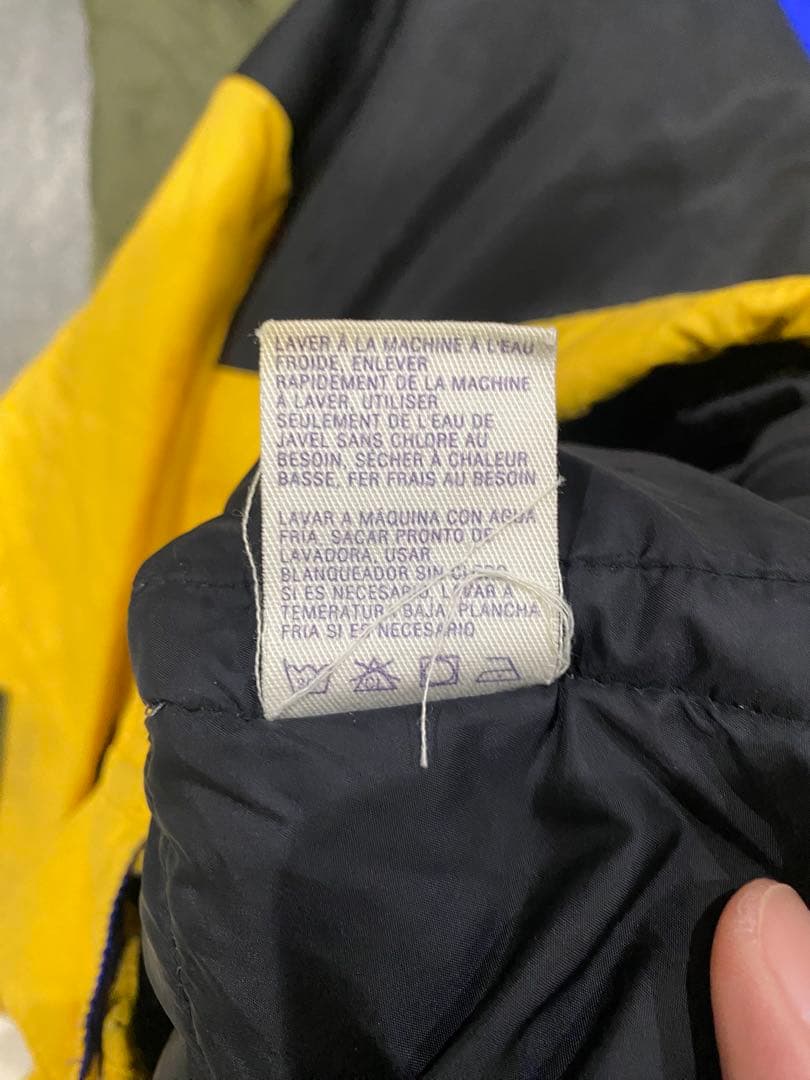 LAVER À LA MACHINE À L'EAU
FROIDE, ENLEVER
RAPIDEMENT DE LA MACHINE
À LAVER, UTILISER
SEULEMENT DE L'EAU DE
JAVEL SANS CHLORE AU
BESOIN, SÉCHER À CHALEUR
BASSE, FER FRAIS AU BESOIN
LAVAR A MÁQUINA CON AGUA
FRIA, SACAR PRONTO DE
LAVADORA, USAR
BLANQUEADOR SIN
SI ES NECESARIO. LAVAR A
BAJA, PLANCHA
FRIA SI ES NECESARIO